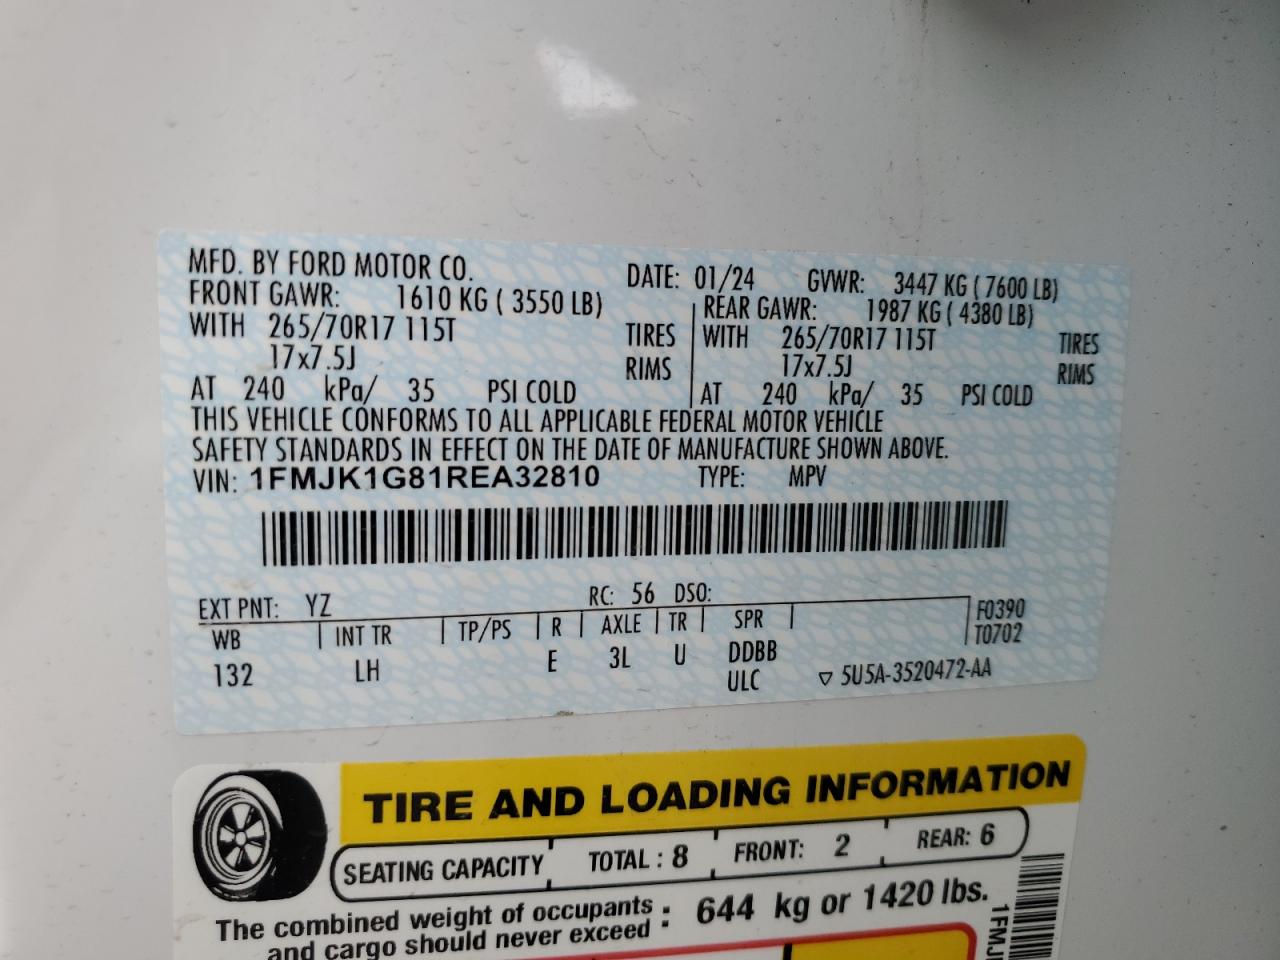 MFD. BY FORD MOTOR CO. DATE: 01/24 GVWR: 3447 KG ( 7600 LB)
FRONT GAWR: 1610 KG ( 3550 LB) REAR GAWR: 1987 KG ( 4380 LB)
WITH 265/70R17 115T TIRES WITH 265/70R17 115T TIRES
17x7.5J RIMS 17x7.5J RIMS
AT 240 kPa/ 35 PSI COLD AT 240 kPa/ 35 PSI COLD
THIS VEHICLE CONFORMS TO ALL APPLICABLE FEDERAL MOTOR VEHICLE
SAFETY STANDARDS IN EFFECT ON THE DATE OF MANUFACTURE SHOWN ABOVE.
VIN: 1FMJK1G81REA32810 TYPE: MPV
EXT PNT: YZ RC: 56 DSO:
WB INT TR TP/PS R AXLE TR SPR F0390
T0702
132 LH E 3L U DDBB
ULC ▽ 5U5A-3520472-AA
TIRE AND LOADING INFORMATION
SEATING CAPACITY TOTAL : 8 FRONT: 2 REAR: 6
The combined weight of occupants
and cargo should never exceed : 644 kg or 1420 lbs.
1FMJ